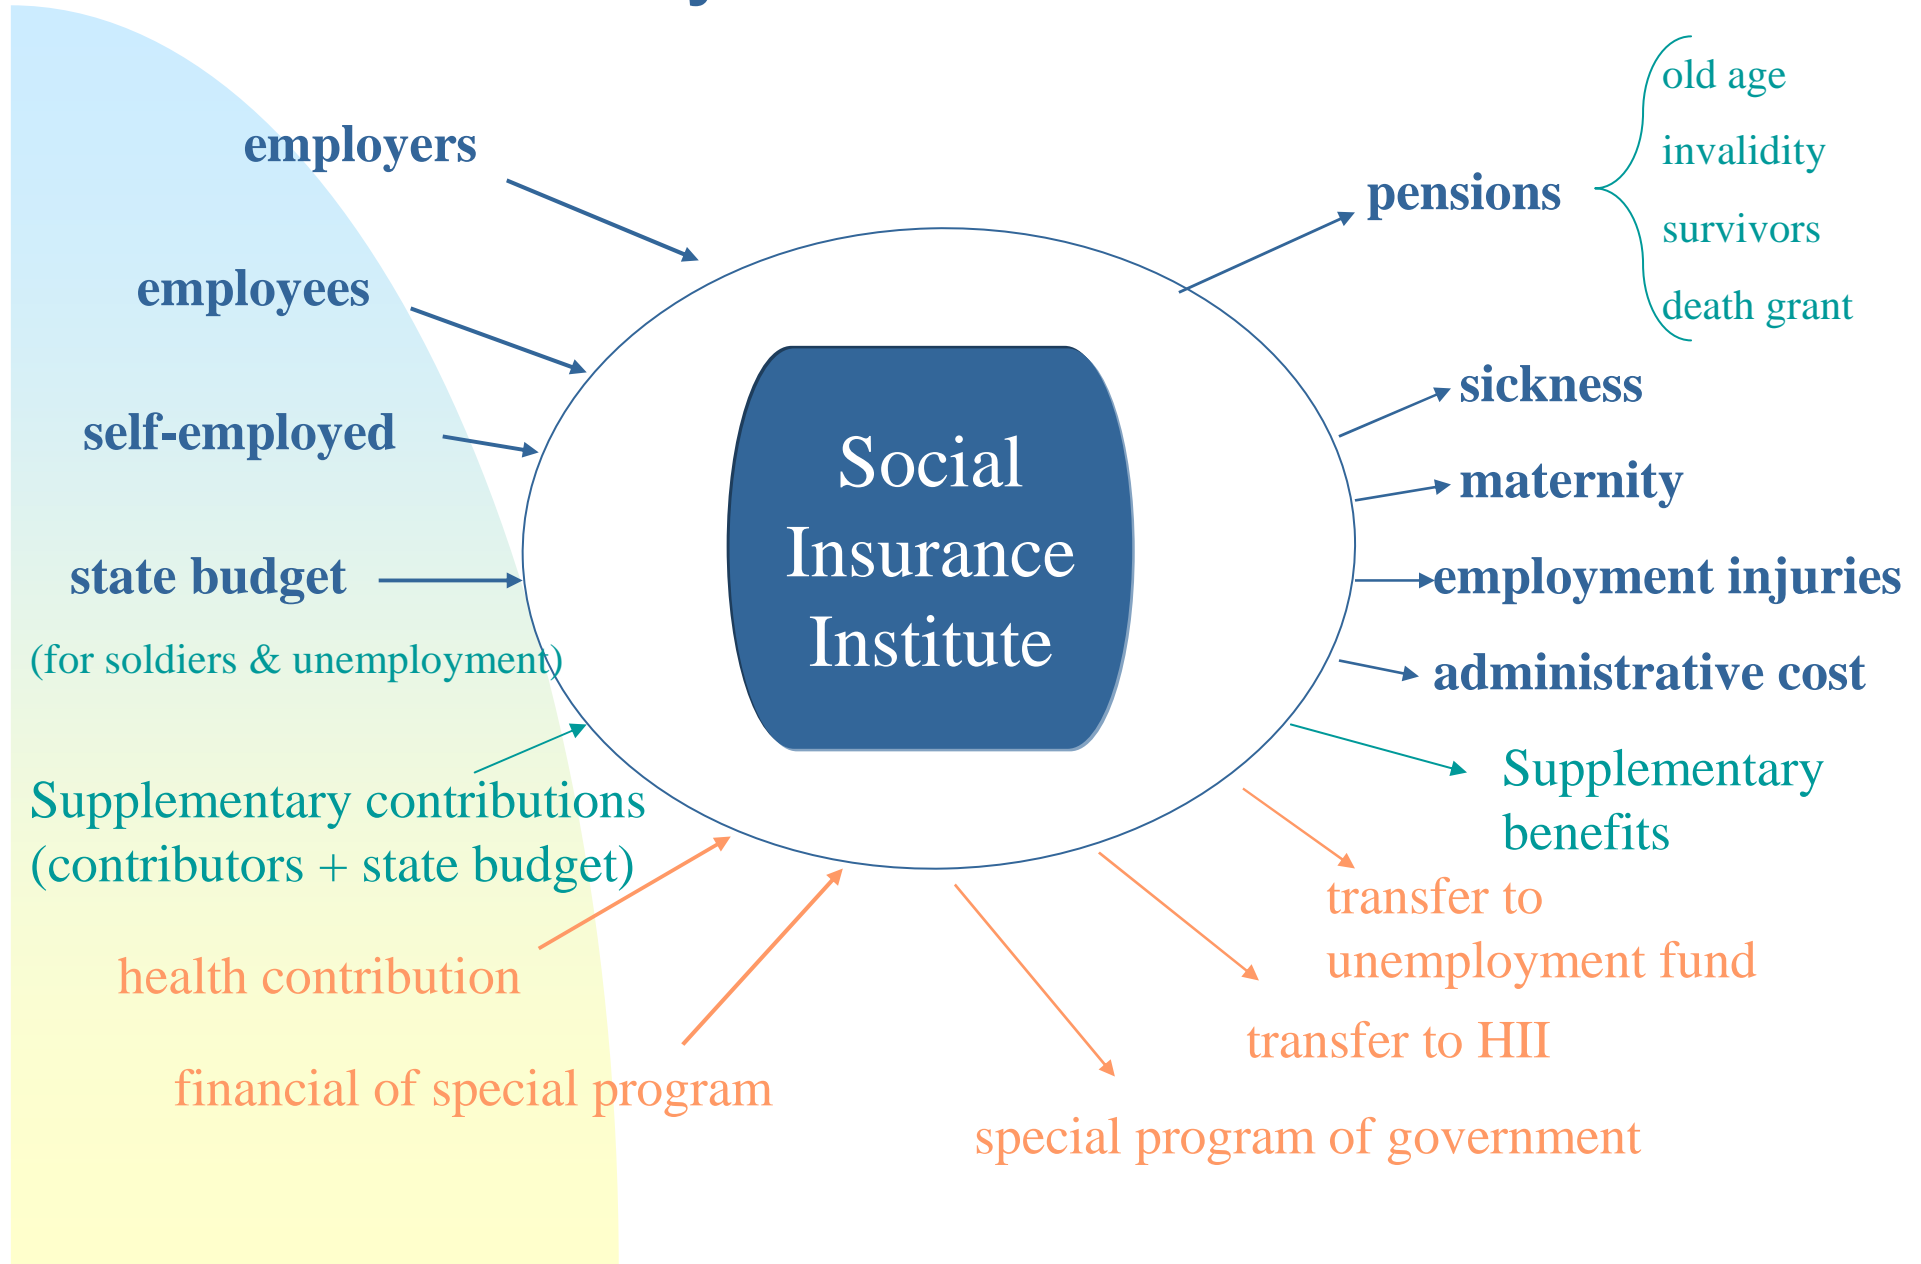 employers
employees
self-employed
state budget
(for soldiers & unemployment)
Supplementary contributions
(contributors + state budget)
health contribution
financial of special program
Social
Insurance
Institute
pensions
old age
invalidity
survivors
death grant
sickness
maternity
employment injuries
administrative cost
Supplementary
benefits
transfer to
unemployment fund
transfer to HII
special program of government